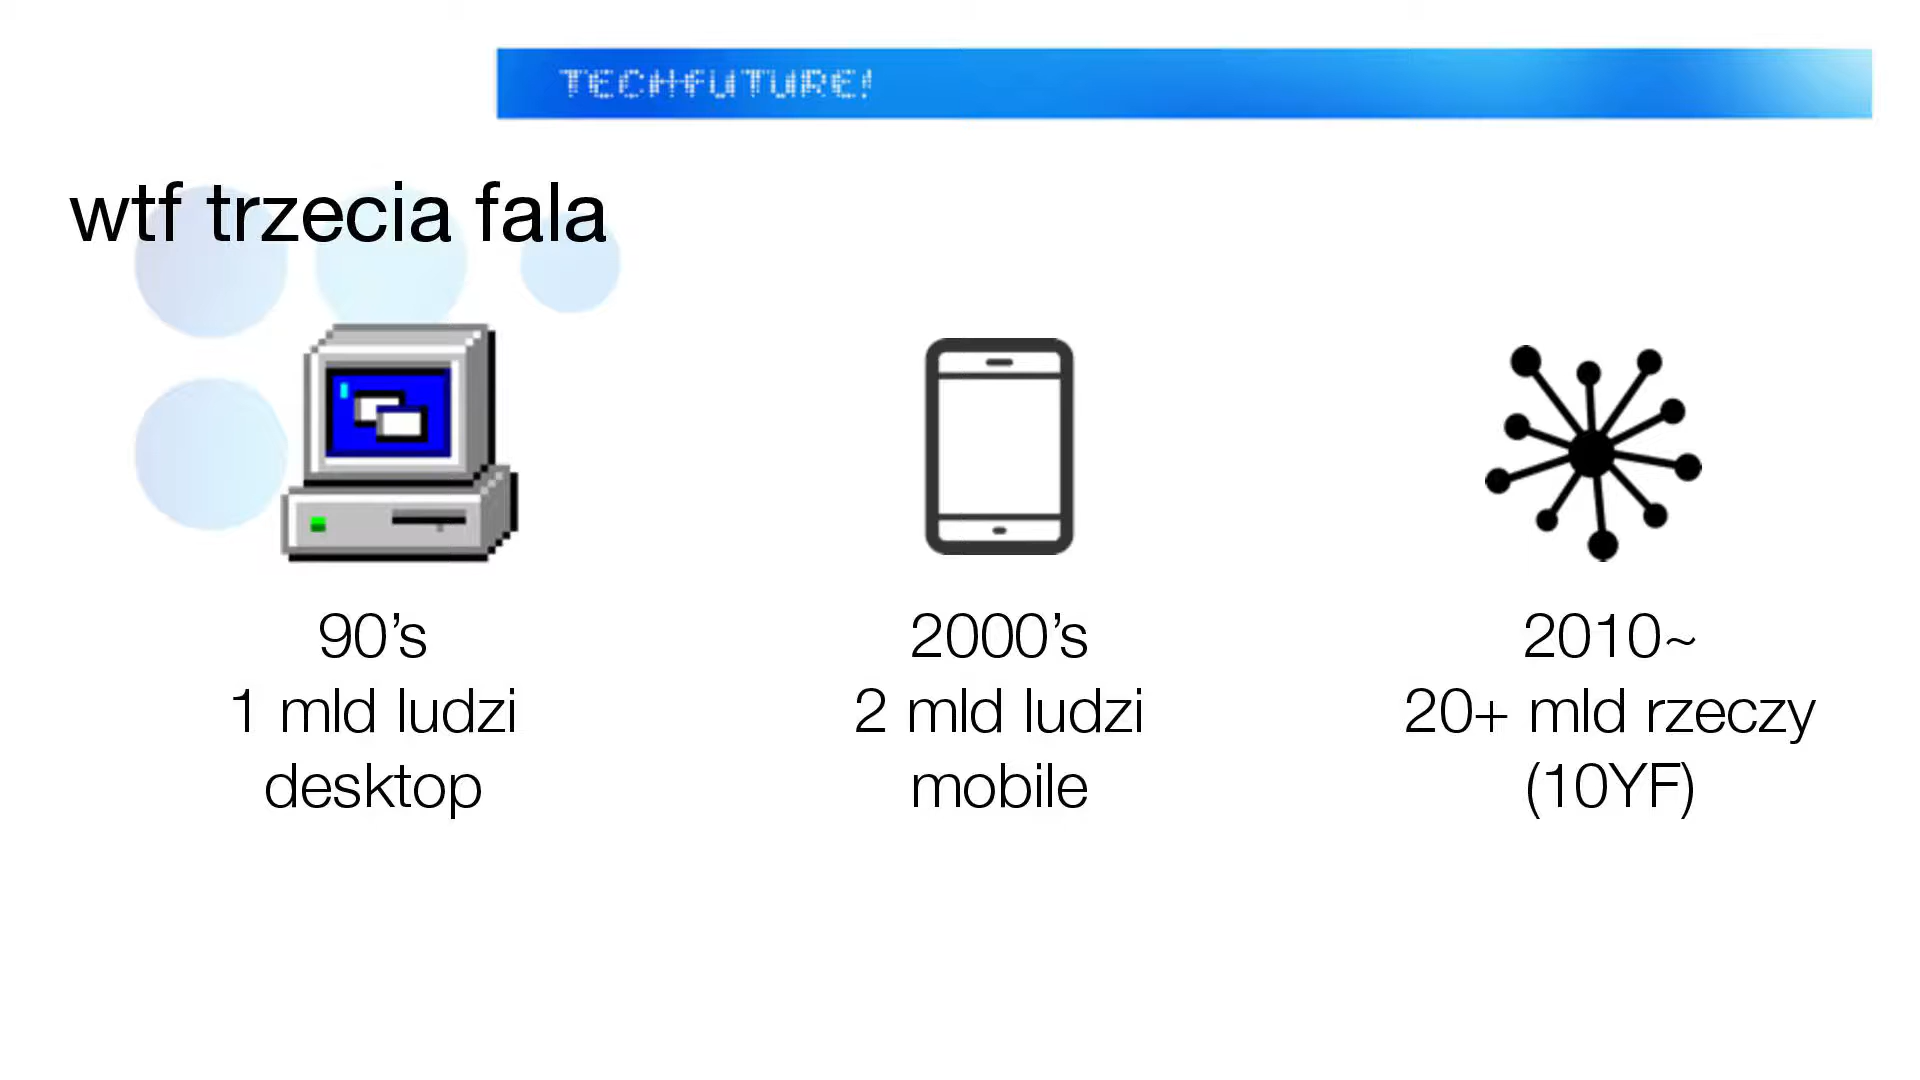 TECHFUTURE!
wtf trzecia fala
90’s
1 mld ludzi
desktop
2000’s
2 mld ludzi
mobile
2010~
20+ mld rzeczy
(10YF)